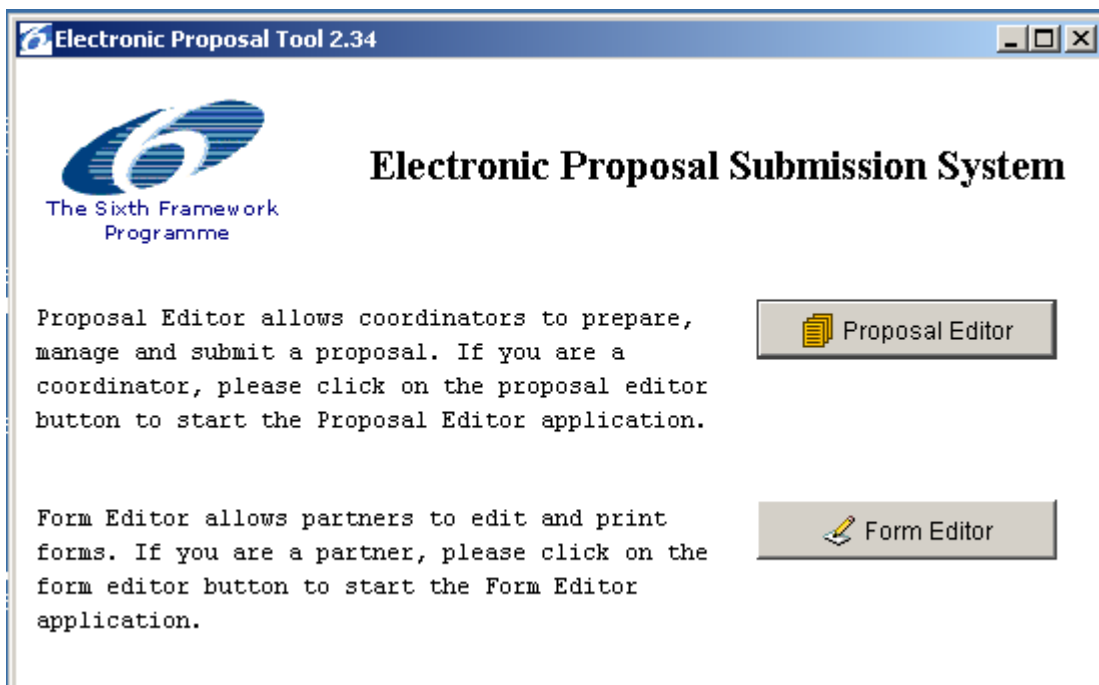 Electronic Proposal Tool 2.34
The Sixth Framework
Programme
Electronic Proposal Submission System
Proposal Editor allows coordinators to prepare,
manage and submit a proposal. If you are a
coordinator, please click on the proposal editor
button to start the Proposal Editor application.
Proposal Editor
Form Editor allows partners to edit and print
forms. If you are a partner, please click on the
form editor button to start the Form Editor
application.
Form Editor